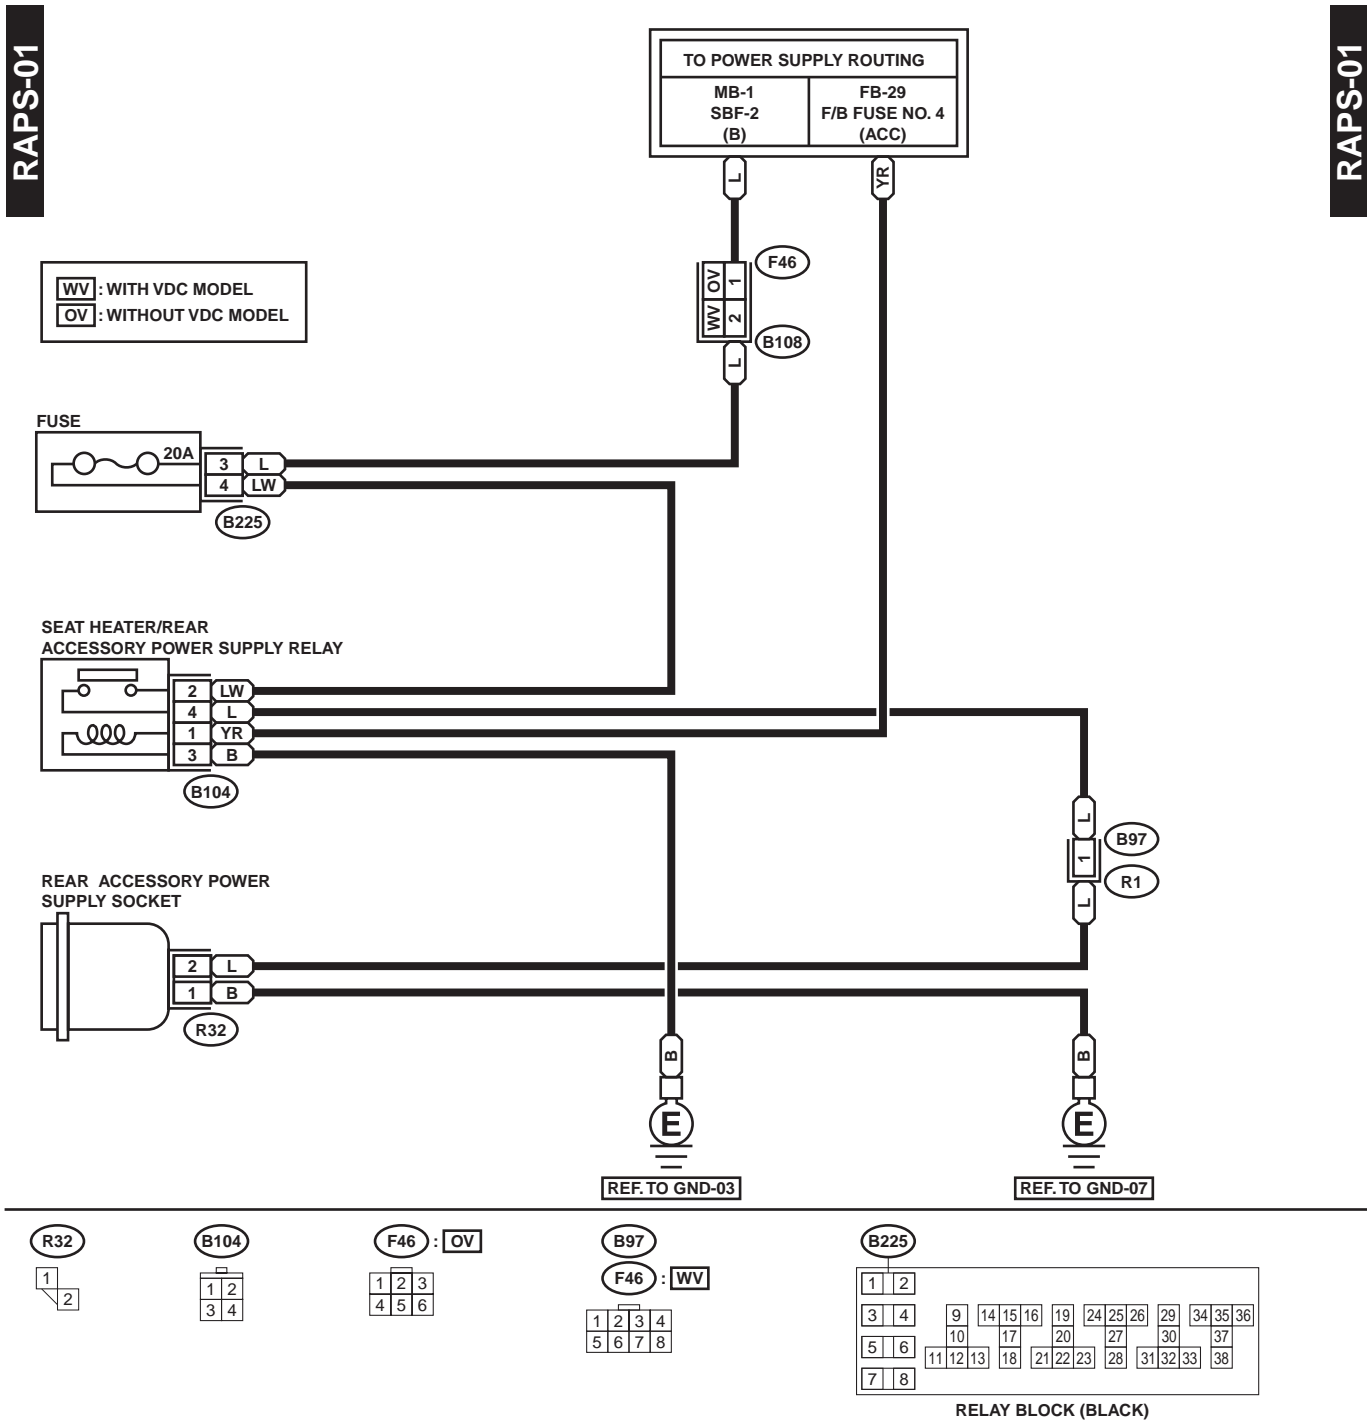 RAPS-01
RAPS-01
TO POWER SUPPLY ROUTING
MB-1
SBF-2
(B)
FB-29
F/B FUSE NO. 4
(ACC)
L
YR
WV : WITH VDC MODEL
OV : WITHOUT VDC MODEL
F46
OV 1
WV 2
B108
L
FUSE
20A
3 L
4 LW
B225
SEAT HEATER/REAR
ACCESSORY POWER SUPPLY RELAY
2 LW
4 L
1 YR
3 B
B104
L
B97
1
R1
L
REAR ACCESSORY POWER
SUPPLY SOCKET
2 L
1 B
R32
B
B
E
E
REF. TO GND-03
REF. TO GND-07
R32
1
2
B104
1 2
3 4
F46 : OV
1 2 3
4 5 6
B97
F46 : WV
1 2 3 4
5 6 7 8
B225
1 2
3 4 9 14 15 16 19 24 25 26 29 34 35 36
10 17 20 27 30 37
5 6 11 12 13 18 21 22 23 28 31 32 33 38
7 8
RELAY BLOCK (BLACK)